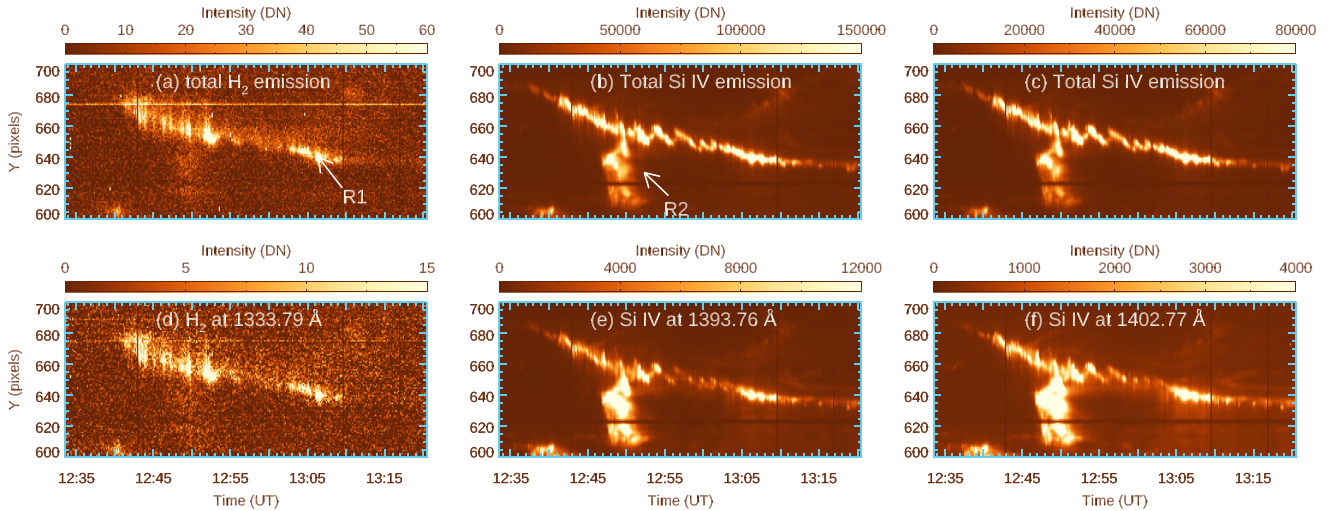 Intensity (DN) Intensity (DN) Intensity (DN)
0 10 20 30 40 50 60 0 50000 100000 150000 0 20000 40000 60000 80000
(a) total H2 emission (b) Total Si IV emission (c) Total Si IV emission
700
680
660
640
620
600
Y (pixels)
R1
R2
Intensity (DN) Intensity (DN) Intensity (DN)
0 5 10 15 0 4000 8000 12000 0 1000 2000 3000 4000
(d) H2 at 1333.79 Å (e) Si IV at 1393.76 Å (f) Si IV at 1402.77 Å
700
680
660
640
620
600
Y (pixels)
12:35 12:45 12:55 13:05 13:15 12:35 12:45 12:55 13:05 13:15 12:35 12:45 12:55 13:05 13:15
Time (UT) Time (UT) Time (UT)